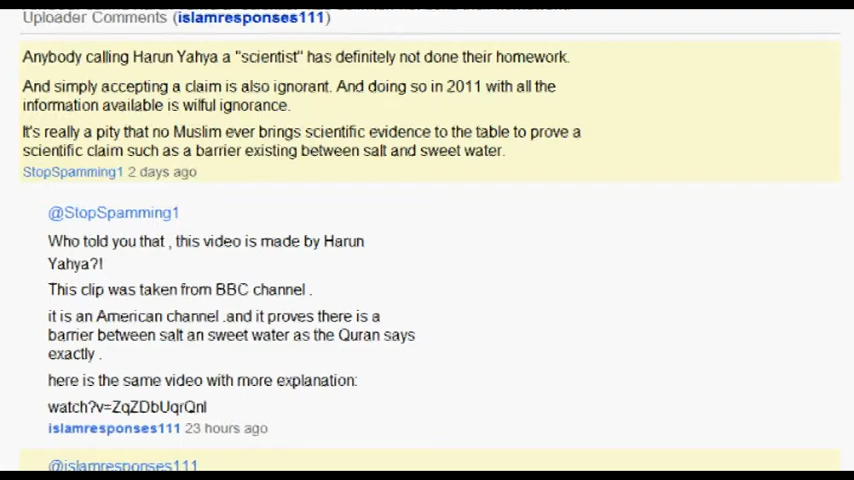 Uploader Comments (islamresponses111)
Anybody calling Harun Yahya a "scientist" has definitely not done their homework.
And simply accepting a claim is also ignorant. And doing so in 2011 with all the
information available is wilful ignorance.
It's really a pity that no Muslim ever brings scientific evidence to the table to prove a
scientific claim such as a barrier existing between salt and sweet water.
StopSpamming1 2 days ago
@StopSpamming1
Who told you that , this video is made by Harun
Yahya?!
This clip was taken from BBC channel .
it is an American channel .and it proves there is a
barrier between salt an sweet water as the Quran says
exactly .
here is the same video with more explanation:
watch?v=ZqZDbUqrQnI
islamresponses111 23 hours ago
@islamresponses111